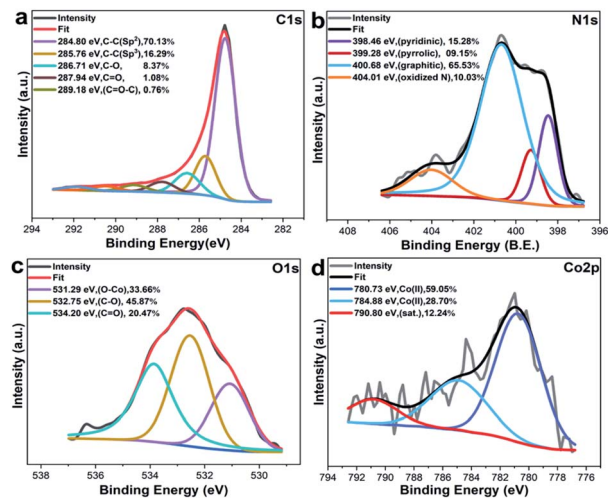 a
C1s
Intensity
Fit
284.80 eV,C-C(Sp²),70.13%
285.76 eV,C-C(Sp³),16.29%
286.71 eV,C-O, 8.37%
287.94 eV,C=O, 1.08%
289.18 eV,(C=O-C), 0.76%
Intensity (a.u.)
294 292 290 288 286 284 282
Binding Energy(eV)
b
N1s
Intensity
Fit
398.46 eV,(pyridinic), 15.28%
399.28 eV,(pyrrolic), 09.15%
400.68 eV,(graphitic), 65.53%
404.01 eV,(oxidized N),10.03%
Intensity (a.u.)
408 406 404 402 400 398 396
Binding Energy (B.E.)
c
O1s
Intensity
Fit
531.29 eV,(O-Co),33.66%
532.75 eV,(C-O), 45.87%
534.20 eV,(C=O), 20.47%
Intensity (a.u.)
538 536 534 532 530
Binding Energy (eV)
d
Co2p
Intensity
Fit
780.73 eV,Co(II),59.05%
784.88 eV,Co(II),28.70%
790.80 eV,(sat.),12.24%
Intensity (a.u.)
794 792 790 788 786 785 782 780 778 776
Binding Energy (eV)